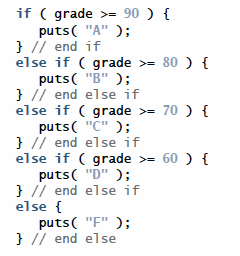 if ( grade >= 90 ) {
   puts( "A" );
} // end if
else if ( grade >= 80 ) {
   puts( "B" );
} // end else if
else if ( grade >= 70 ) {
   puts( "C" );
} // end else if
else if ( grade >= 60 ) {
   puts( "D" );
} // end else if
else {
   puts( "F" );
} // end else